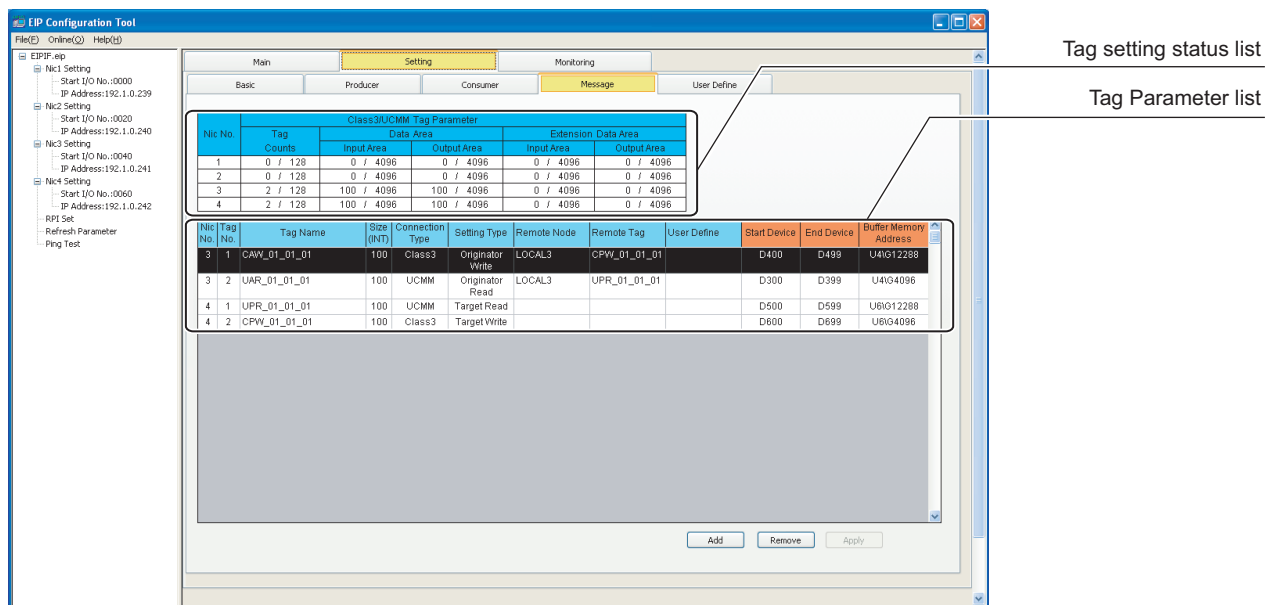 EIP Configuration Tool
File(F) Online(O) Help(H)
EIPIF.eip
Nic1 Setting
Start I/O No.:0000
IP Address:192.1.0.239
Nic2 Setting
Start I/O No.:0020
IP Address:192.1.0.240
Nic3 Setting
Start I/O No.:0040
IP Address:192.1.0.241
Nic4 Setting
Start I/O No.:0060
IP Address:192.1.0.242
RPI Set
Refresh Parameter
Ping Test
Main Setting Monitoring
Basic Producer Consumer Message User Define
Class3/UCMM Tag Parameter
Nic No. Tag Counts Data Area Extension Data Area
Input Area Output Area Input Area Output Area
1 0 / 128 0 / 4096 0 / 4096 0 / 4096 0 / 4096
2 0 / 128 0 / 4096 0 / 4096 0 / 4096 0 / 4096
3 2 / 128 100 / 4096 100 / 4096 0 / 4096 0 / 4096
4 2 / 128 100 / 4096 100 / 4096 0 / 4096 0 / 4096
Nic No. Tag No. Tag Name Size (INT) Connection Type Setting Type Remote Node Remote Tag User Define Start Device End Device Buffer Memory Address
3 1 CAW_01_01_01 100 Class3 Originator Write LOCAL3 CPW_01_01_01 D400 D499 U4\G12288
3 2 UAR_01_01_01 100 UCMM Originator Read LOCAL3 UPR_01_01_01 D300 D399 U4\G4096
4 1 UPR_01_01_01 100 UCMM Target Read D500 D599 U6\G12288
4 2 CPW_01_01_01 100 Class3 Target Write D600 D699 U6\G4096
Add Remove Apply
Tag setting status list
Tag Parameter list